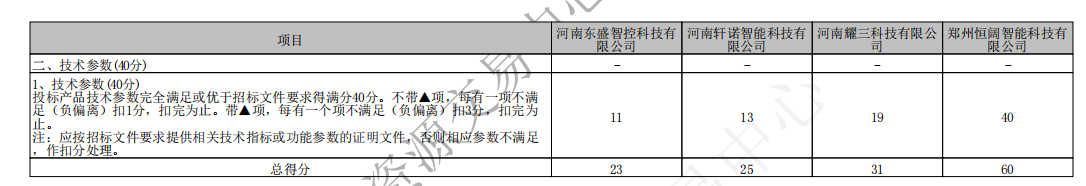 项目
河南东盛智控科技有
限公司
河南轩诺智能科技有
限公司
河南耀三科技有限公
司
郑州恒阔智能科技有
限公司
二、技术参数(40分)
-
-
-
-
1、技术参数(40分)
投标产品技术参数完全满足或优于招标文件要求得满分40分。不带▲项，每有一项不满
足（负偏离）扣1分，扣完为止。带▲项，每有一个项不满足（负偏离）扣3分，扣完为
止。
注：应按招标文件要求提供相关技术指标或功能参数的证明文件，否则相应参数不满足
，作扣分处理。
11
13
19
40
总得分
23
25
31
60
资源交易中心
易中心